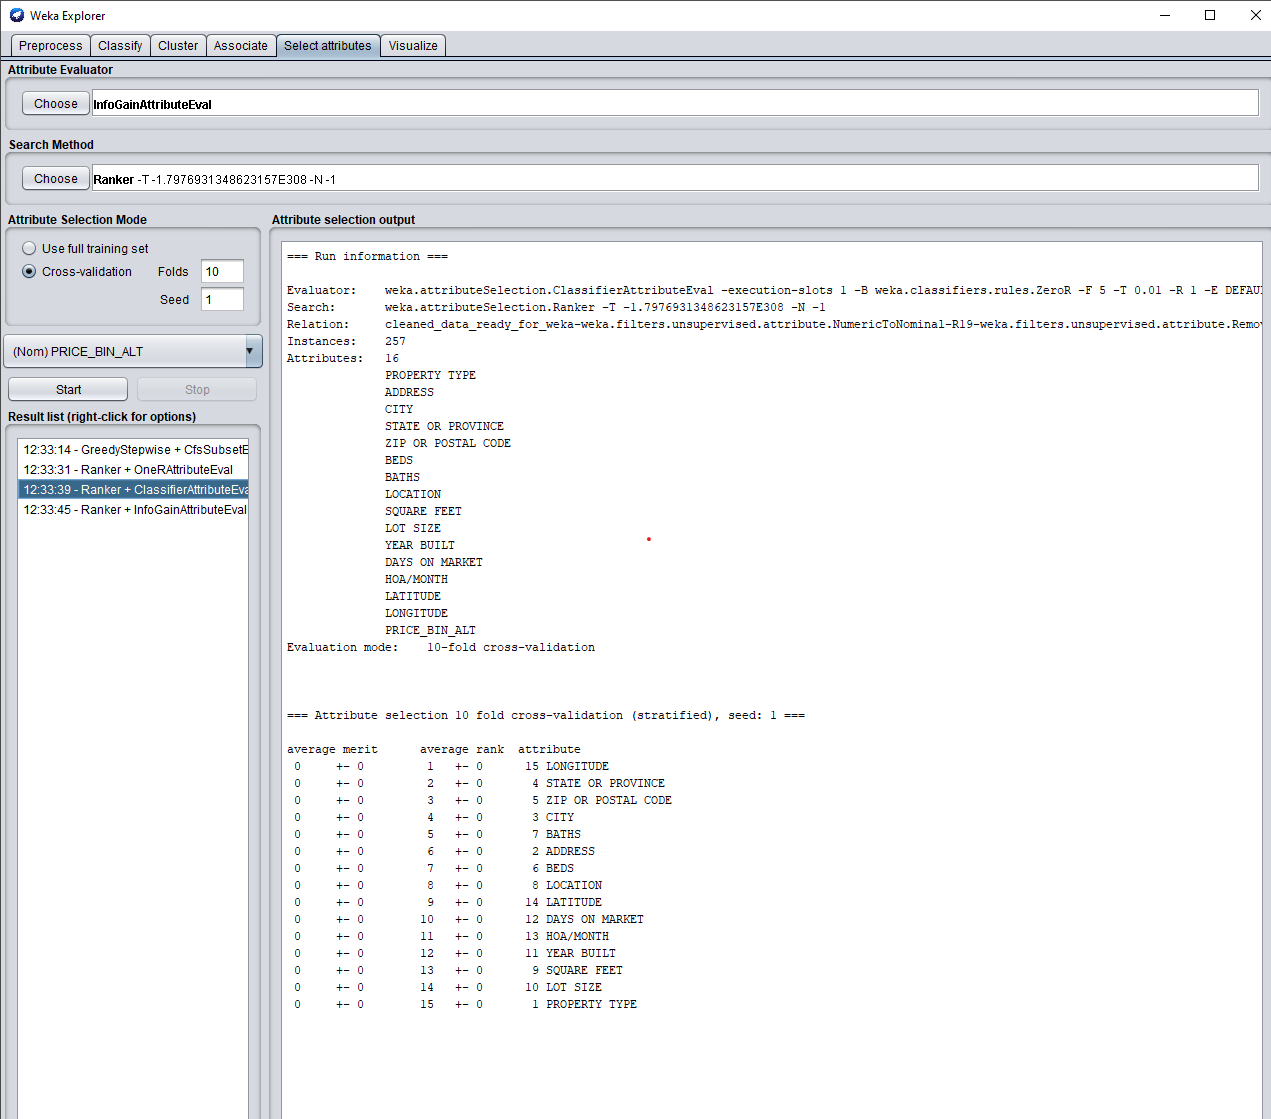 Weka Explorer
Preprocess Classify Cluster Associate Select attributes Visualize
Attribute Evaluator
Choose InfoGainAttributeEval
Search Method
Choose Ranker -T -1.7976931348623157E308 -N -1
Attribute Selection Mode
Use full training set
Cross-validation Folds 10
Seed 1
(Nom) PRICE_BIN_ALT
Start Stop
Result list (right-click for options)
12:33:14 - GreedyStepwise + CfsSubsetE
12:33:31 - Ranker + OneRAttributeEval
12:33:39 - Ranker + ClassifierAttributeEva
12:33:45 - Ranker + InfoGainAttributeEval
Attribute selection output
=== Run information ===
Evaluator: weka.attributeSelection.ClassifierAttributeEval -execution-slots 1 -B weka.classifiers.rules.ZeroR -F 5 -T 0.01 -R 1 -E DEFAU
Search: weka.attributeSelection.Ranker -T -1.7976931348623157E308 -N -1
Relation: cleaned_data_ready_for_weka-weka.filters.unsupervised.attribute.NumericToNominal-R19-weka.filters.unsupervised.attribute.Remov
Instances: 257
Attributes: 16
PROPERTY TYPE
ADDRESS
CITY
STATE OR PROVINCE
ZIP OR POSTAL CODE
BEDS
BATHS
LOCATION
SQUARE FEET
LOT SIZE
YEAR BUILT
DAYS ON MARKET
HOA/MONTH
LATITUDE
LONGITUDE
PRICE_BIN_ALT
Evaluation mode: 10-fold cross-validation
=== Attribute selection 10 fold cross-validation (stratified), seed: 1 ===
average merit average rank attribute
0 +- 0 1 +- 0 15 LONGITUDE
0 +- 0 2 +- 0 4 STATE OR PROVINCE
0 +- 0 3 +- 0 5 ZIP OR POSTAL CODE
0 +- 0 4 +- 0 3 CITY
0 +- 0 5 +- 0 7 BATHS
0 +- 0 6 +- 0 2 ADDRESS
0 +- 0 7 +- 0 6 BEDS
0 +- 0 8 +- 0 8 LOCATION
0 +- 0 9 +- 0 14 LATITUDE
0 +- 0 10 +- 0 12 DAYS ON MARKET
0 +- 0 11 +- 0 13 HOA/MONTH
0 +- 0 12 +- 0 11 YEAR BUILT
0 +- 0 13 +- 0 9 SQUARE FEET
0 +- 0 14 +- 0 10 LOT SIZE
0 +- 0 15 +- 0 1 PROPERTY TYPE